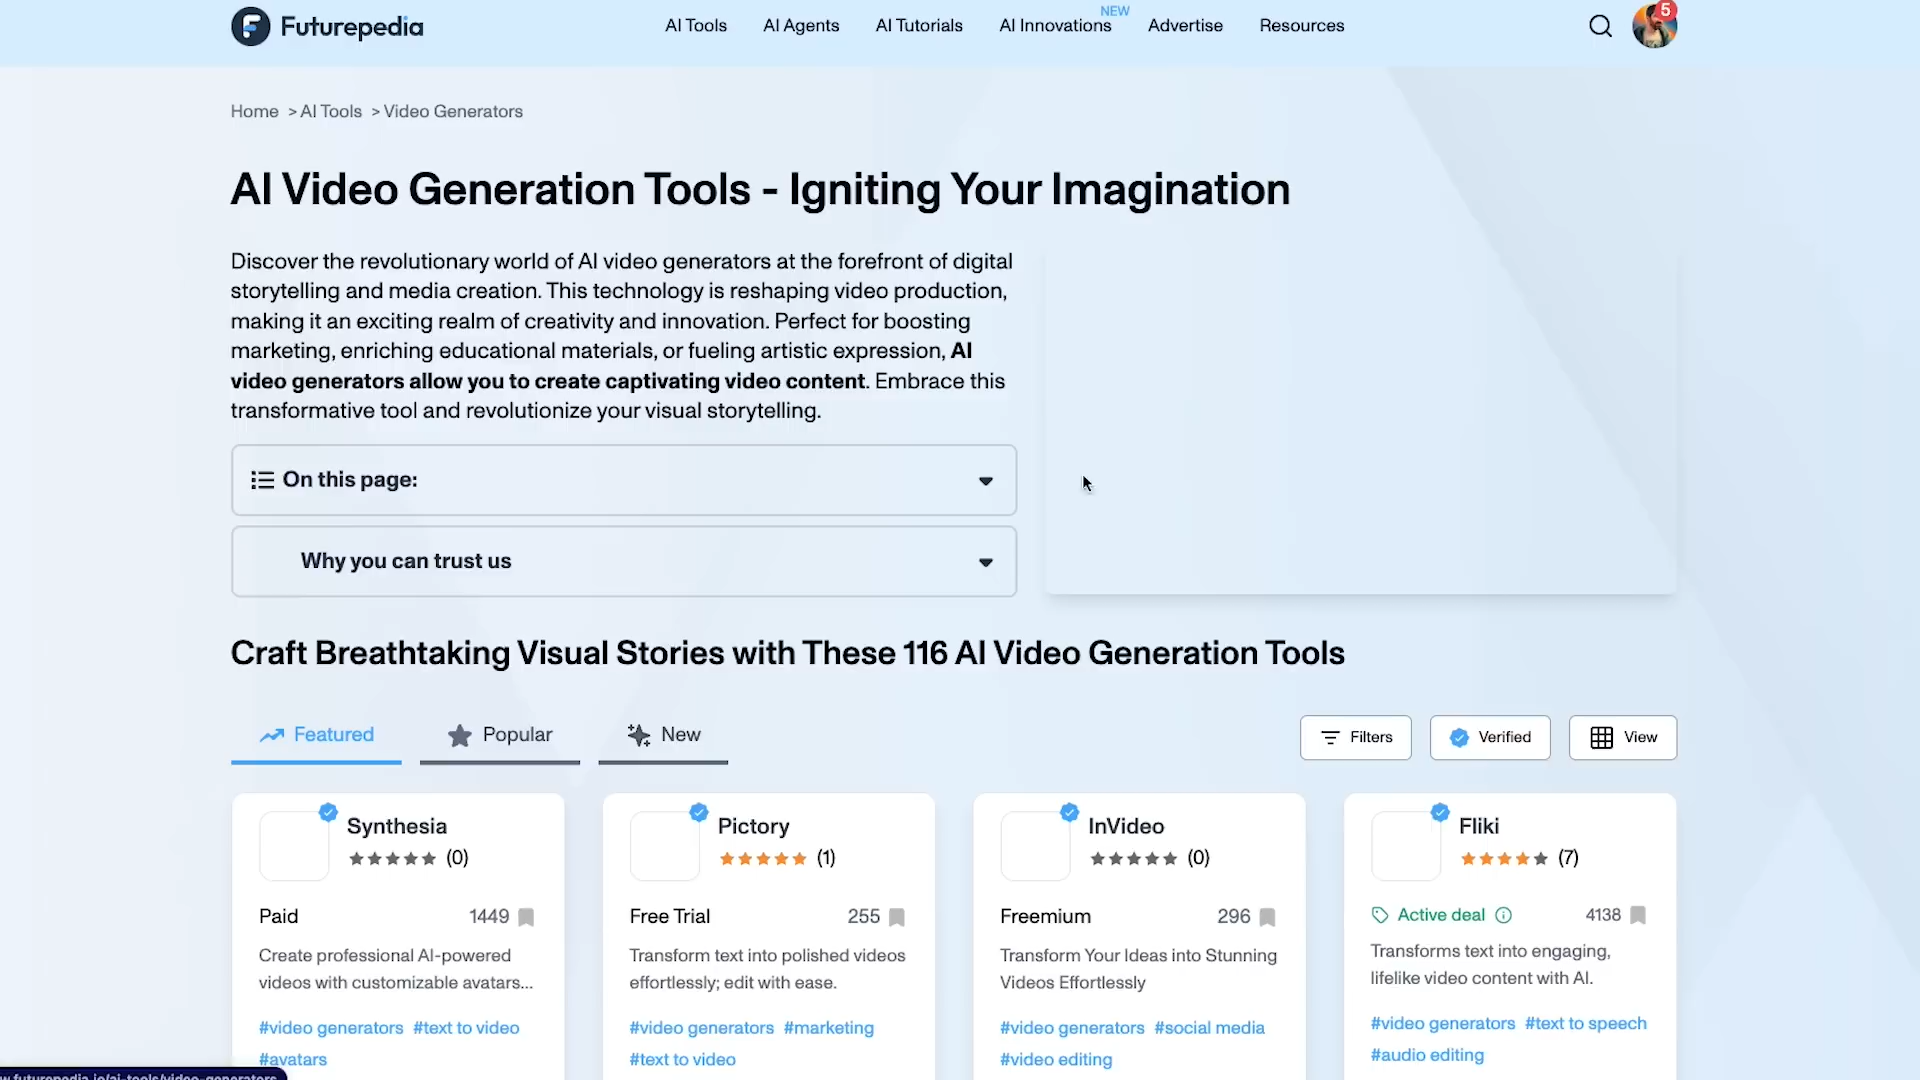 Futurepedia
AI Tools
AI Agents
AI Tutorials
AI Innovations
NEW
Advertise
Resources
5
Home > AI Tools > Video Generators
AI Video Generation Tools - Igniting Your Imagination
Discover the revolutionary world of AI video generators at the forefront of digital
storytelling and media creation. This technology is reshaping video production,
making it an exciting realm of creativity and innovation. Perfect for boosting
marketing, enriching educational materials, or fueling artistic expression, AI
video generators allow you to create captivating video content. Embrace this
transformative tool and revolutionize your visual storytelling.
On this page:
Why you can trust us
Craft Breathtaking Visual Stories with These 116 AI Video Generation Tools
Featured
Popular
New
Filters
Verified
View
Synthesia
(0)
Paid
1449
Create professional AI-powered
videos with customizable avatars...
#video generators #text to video
#avatars
Pictory
(1)
Free Trial
255
Transform text into polished videos
effortlessly; edit with ease.
#video generators #marketing
#text to video
InVideo
(0)
Freemium
296
Transform Your Ideas into Stunning
Videos Effortlessly
#video generators #social media
#video editing
Fliki
(7)
Active deal
4138
Transforms text into engaging,
lifelike video content with AI.
#video generators #text to speech
#audio editing
w.futurepedia.io/ai-tools/video-generators